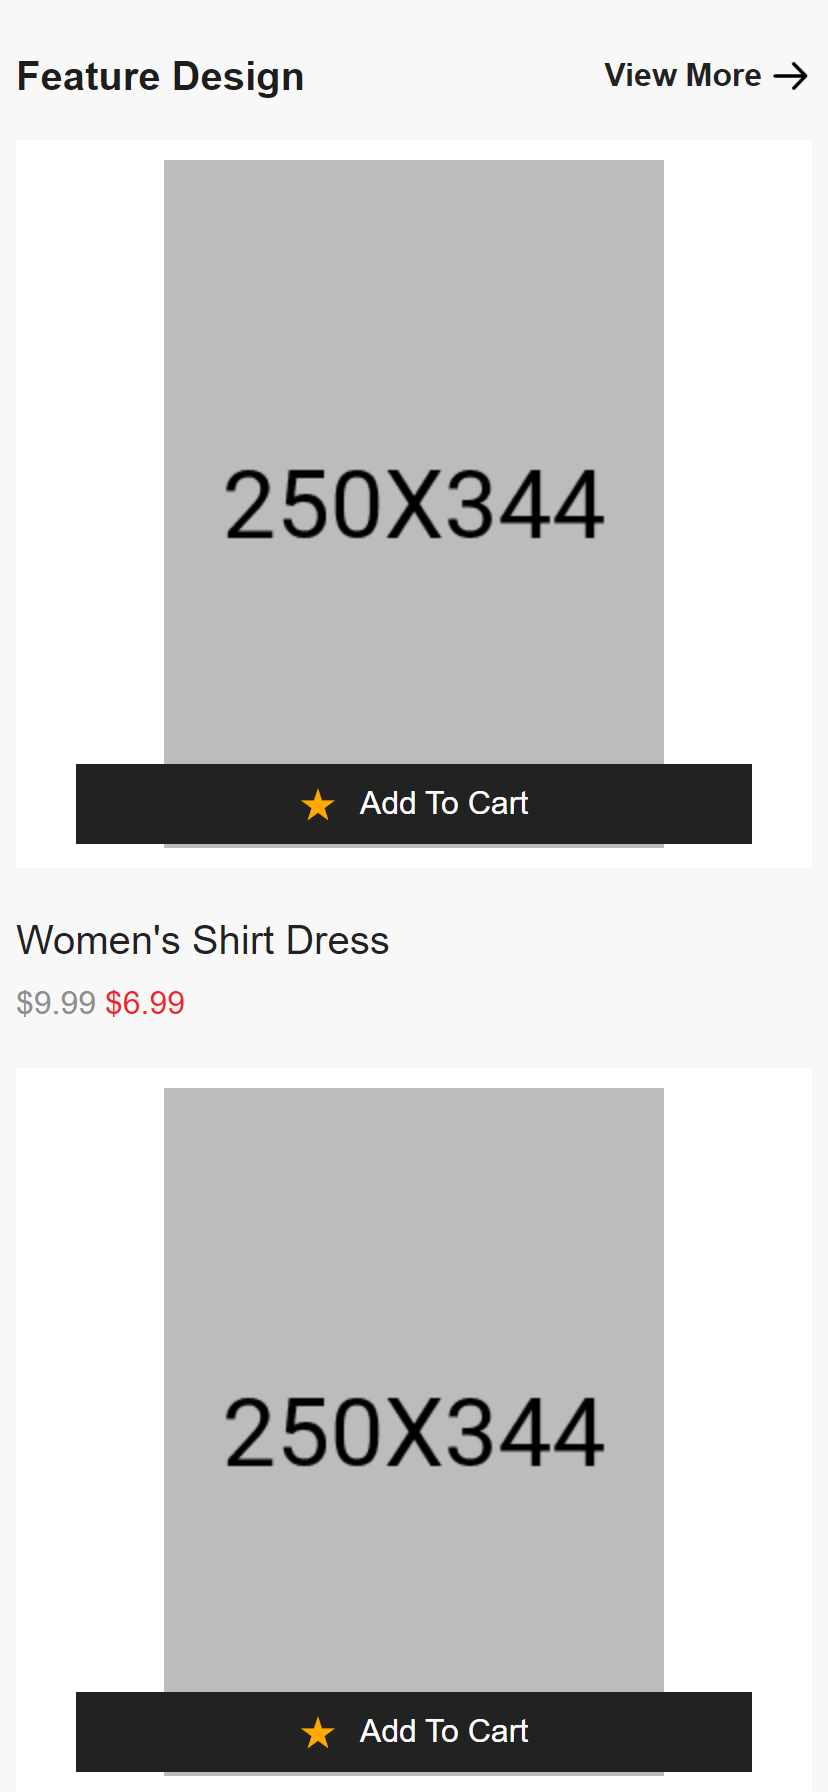 Feature Design
View More
250X344
Add To Cart
Women's Shirt Dress
$9.99 $6.99
250X344
Add To Cart